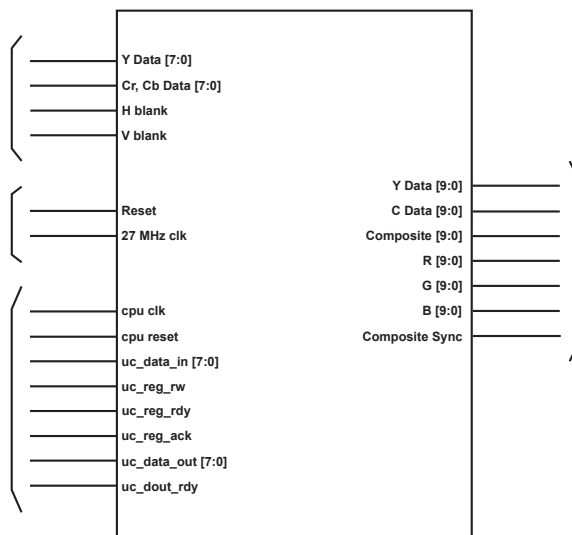 Y Data [7:0]
Cr, Cb Data [7:0]
H blank
V blank
Reset
27 MHz clk
cpu clk
cpu reset
uc_data_in [7:0]
uc_reg_rw
uc_reg_rdy
uc_reg_ack
uc_data_out [7:0]
uc_dout_rdy
Y Data [9:0]
C Data [9:0]
Composite [9:0]
R [9:0]
G [9:0]
B [9:0]
Composite Sync